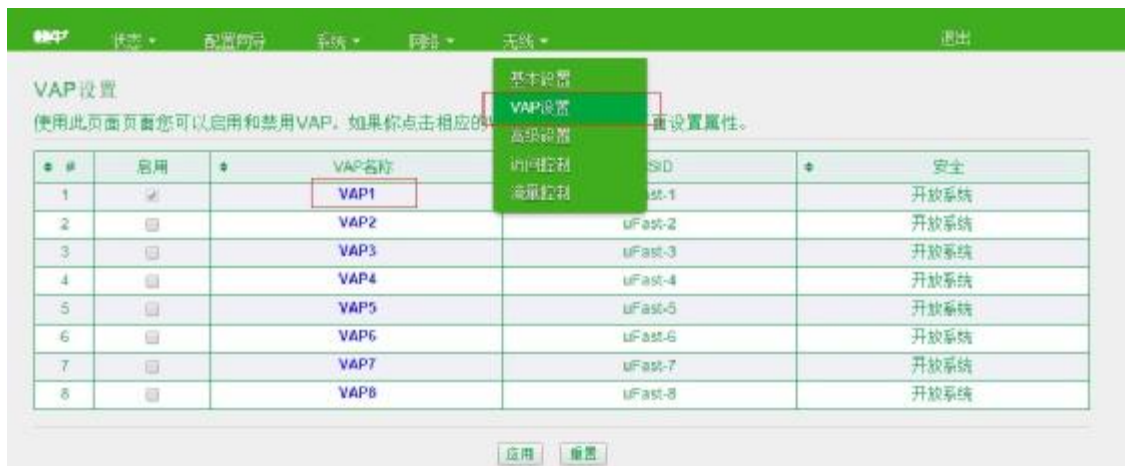 状态 配置向导 系统 网络 无线 退出
基本设置
VAP设置
高级设置
访问控制
流量控制
VAP设置
使用此页面页面您可以启用和禁用VAP。如果你点击相应的 面设置属性。
# 启用 VAP名称 SID 安全
1 VAP1 st-1 开放系统
2 VAP2 uFast-2 开放系统
3 VAP3 uFast-3 开放系统
4 VAP4 uFast-4 开放系统
5 VAP5 uFast-5 开放系统
6 VAP6 uFast-6 开放系统
7 VAP7 uFast-7 开放系统
8 VAP8 uFast-8 开放系统
应用 重置